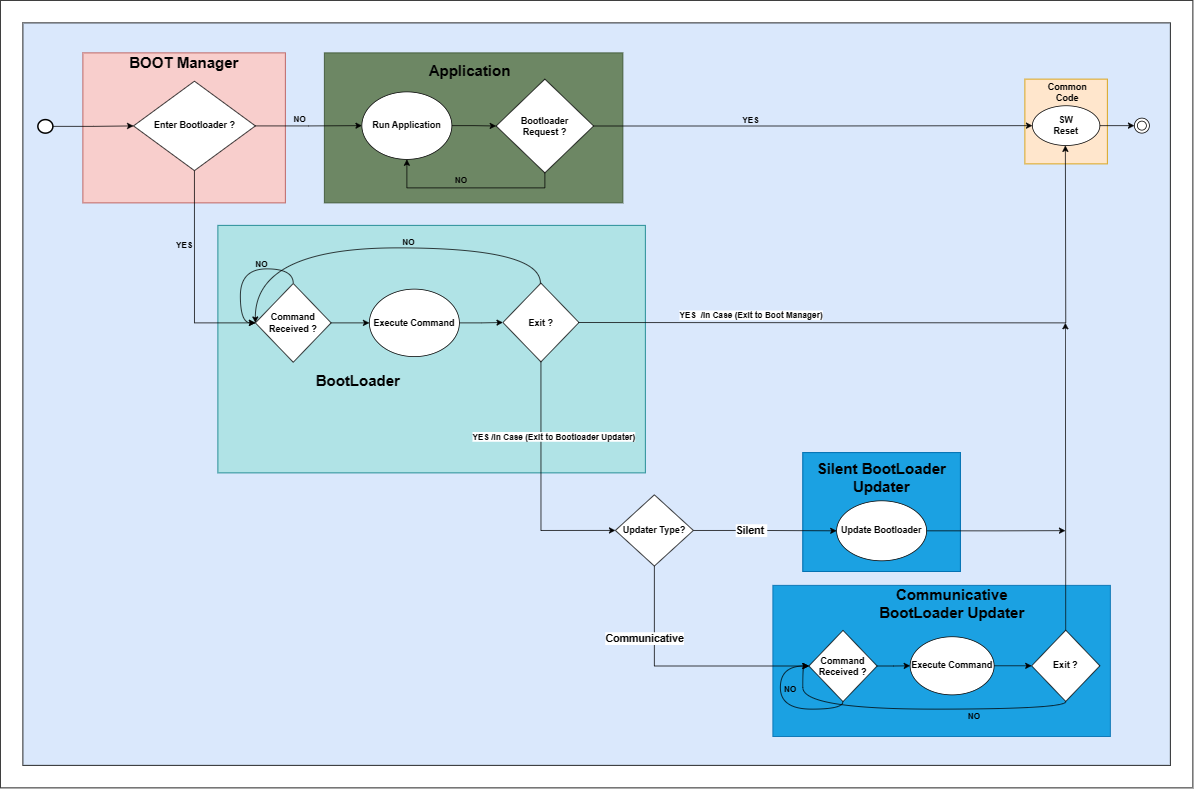 BOOT Manager
Enter Bootloader ?
NO
YES
Application
Run Application
Bootloader
Request ?
NO
YES
Common
Code
SW
Reset
BootLoader
NO
NO
Command
Received ?
Execute Command
Exit ?
YES /In Case (Exit to Boot Manager)
YES /In Case (Exit to Bootloader Updater)
Updater Type?
Silent
Communicative
Silent BootLoader
Updater
Update Bootloader
Communicative
BootLoader Updater
Command
Received ?
Execute Command
Exit ?
NO
NO